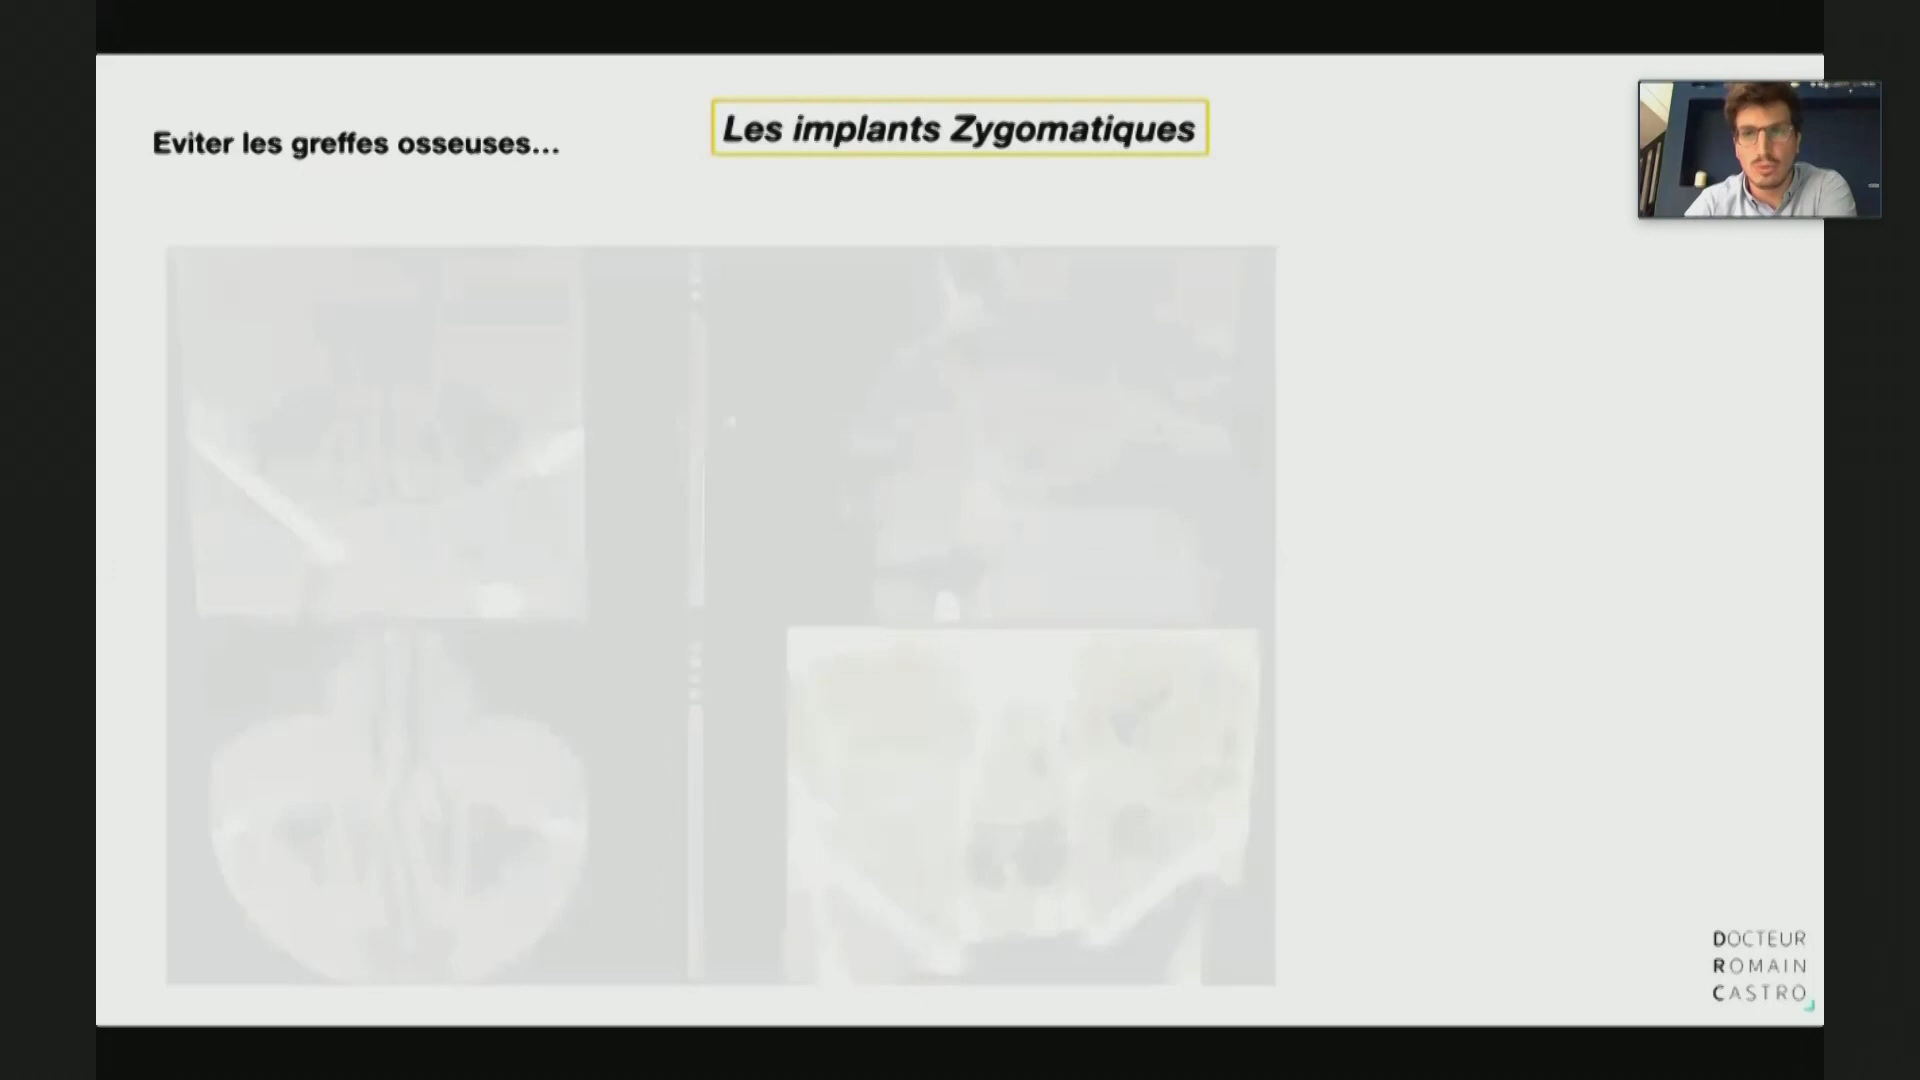 Eviter les greffes osseuses...
Les implants Zygomatiques
DOCTEUR
ROMAIN
CASTRO